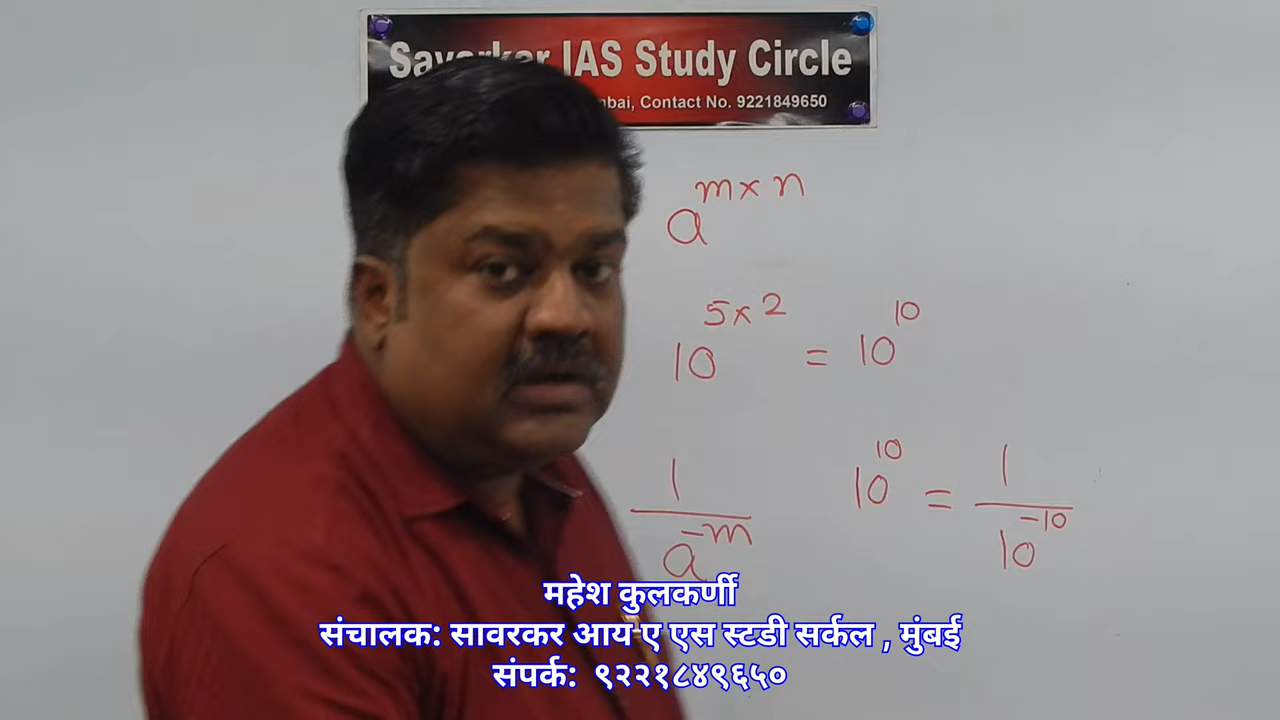 IAS Study Circle
Contact No. 9221849650
a^{m × n}
10^{5 × 2} = 10^{10}
1/a^{-m}
10^{10} = 1/10^{-10}
महेश कुलकर्णी
संचालक: सावरकर आय ए एस स्टडी सर्कल , मुंबई
संपर्क: ९२२१८४९६५०